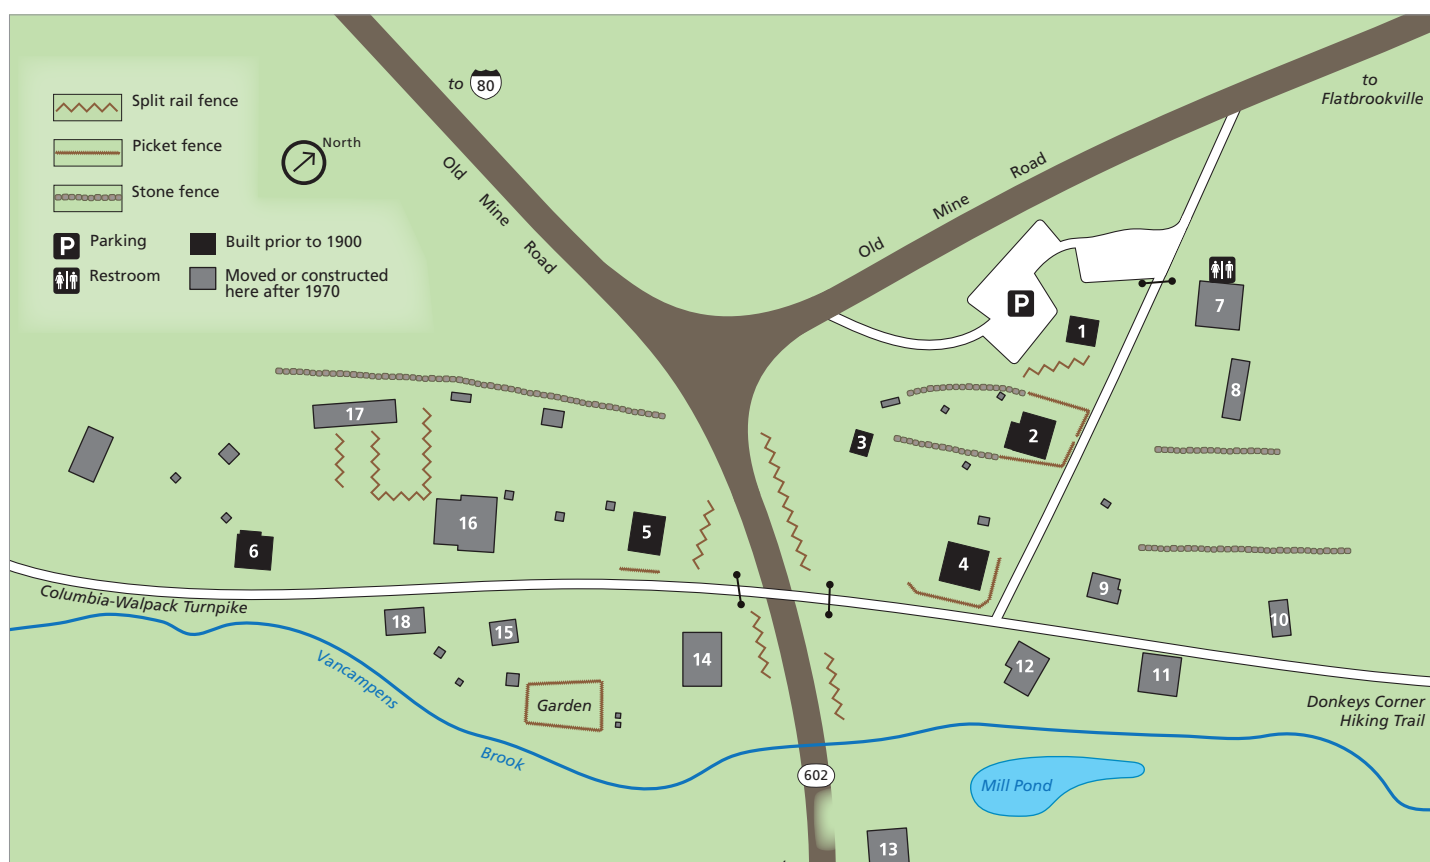 to 80
to
Flatbrookville
Split rail fence
North
Picket fence
Stone fence
Old Mine Road
Old Mine Road
P Parking
Built prior to 1900
Restroom
Moved or constructed
here after 1970
P
7
1
8
17
2
3
16
5
6
4
9
10
Columbia-Walpack Turnpike
18
15
14
12
11
Vancampens
Brook
Garden
Donkeys Corner
Hiking Trail
602
Mill Pond
13